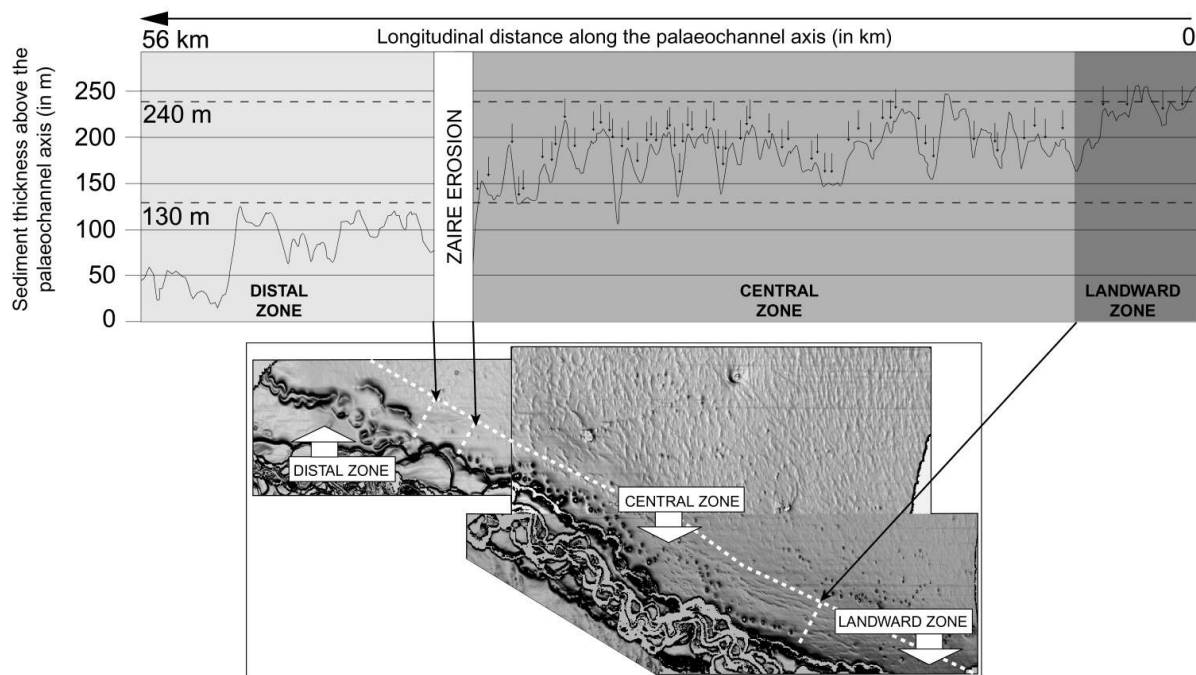 56 km
Longitudinal distance along the palaeochannel axis (in km)
0
Sediment thickness above the
palaeochannel axis (in m)
250
240 m
200
150
130 m
100
50
0
ZAIRE EROSION
DISTAL
ZONE
CENTRAL
ZONE
LANDWARD
ZONE
DISTAL ZONE
CENTRAL ZONE
LANDWARD ZONE